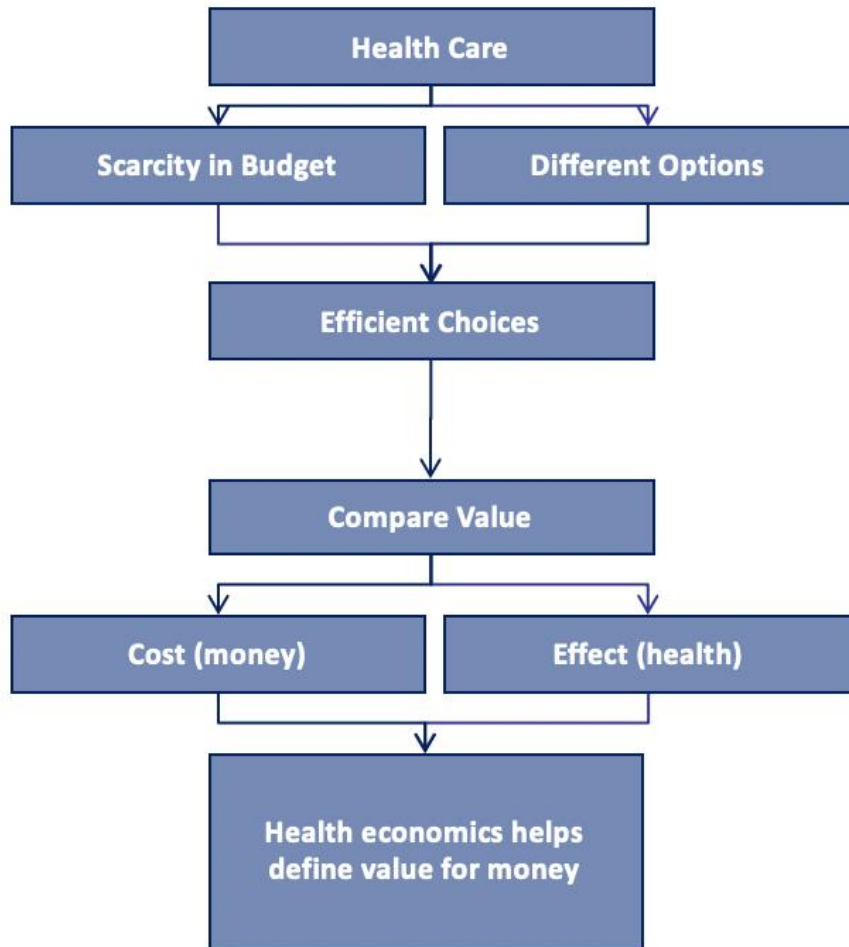 Health Care
Scarcity in Budget
Different Options
Efficient Choices
Compare Value
Cost (money)
Effect (health)
Health economics helps
define value for money